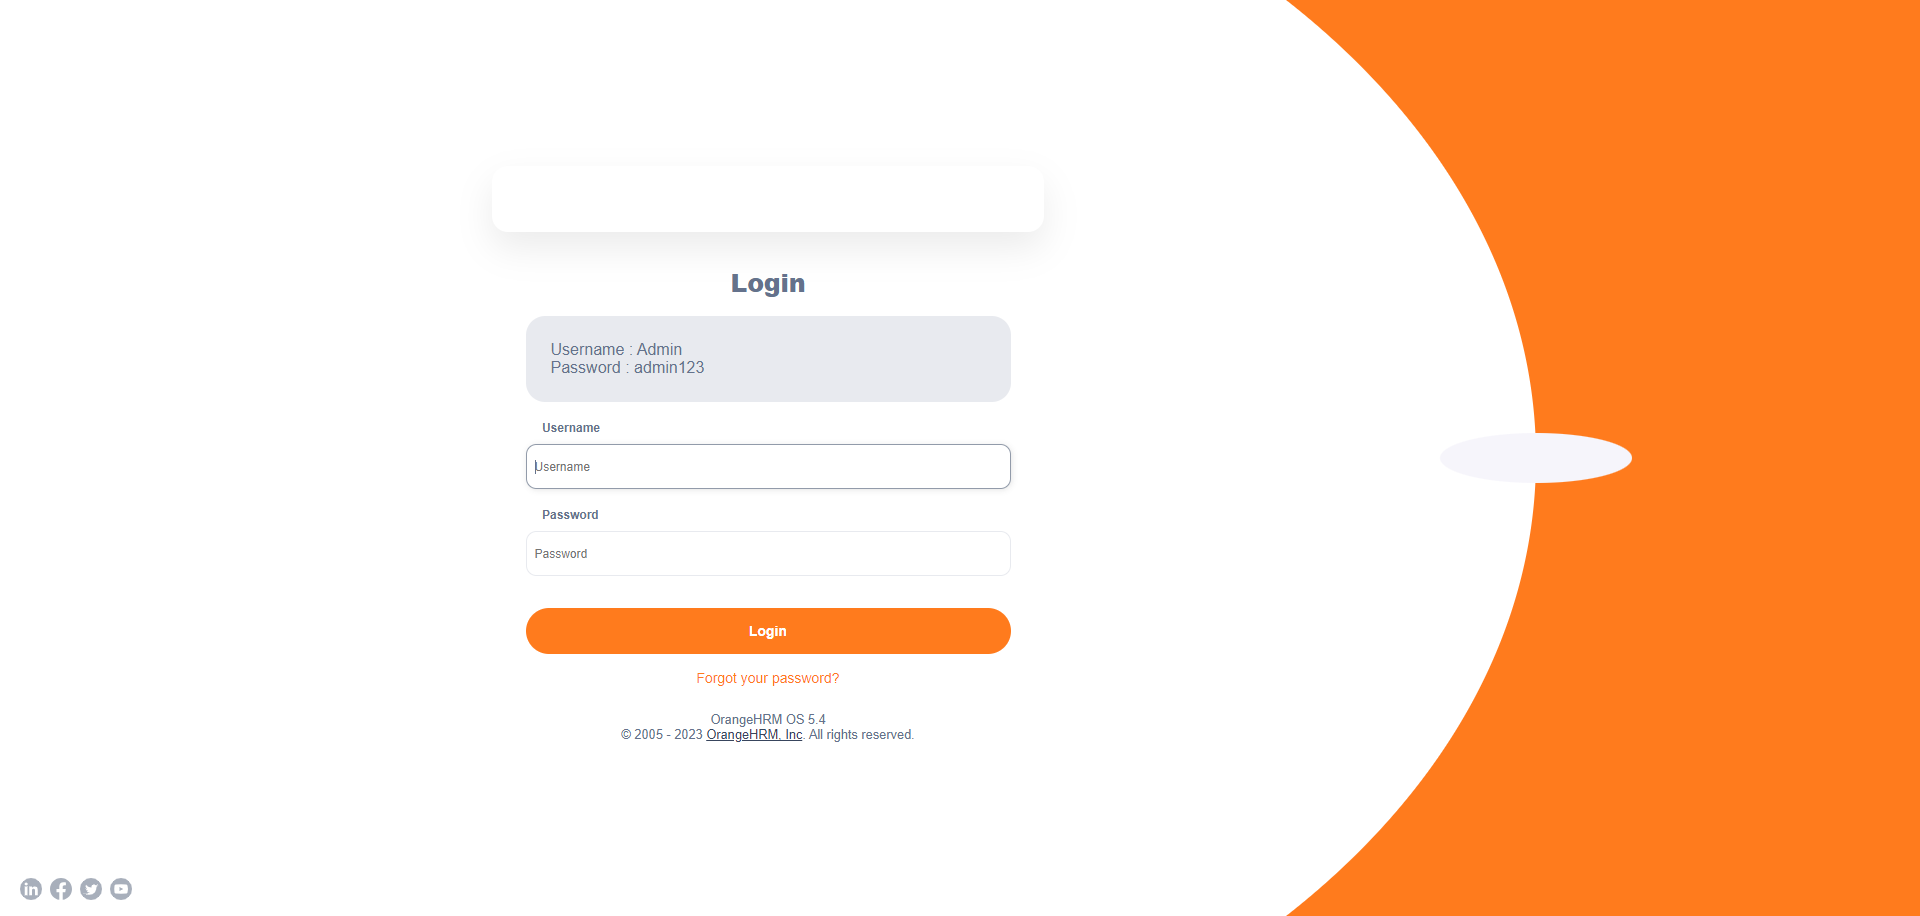 Login
Username : Admin
Password : admin123
Username
Username
Password
Password
Login
Forgot your password?
OrangeHRM OS 5.4
© 2005 - 2023 OrangeHRM, Inc. All rights reserved.
in